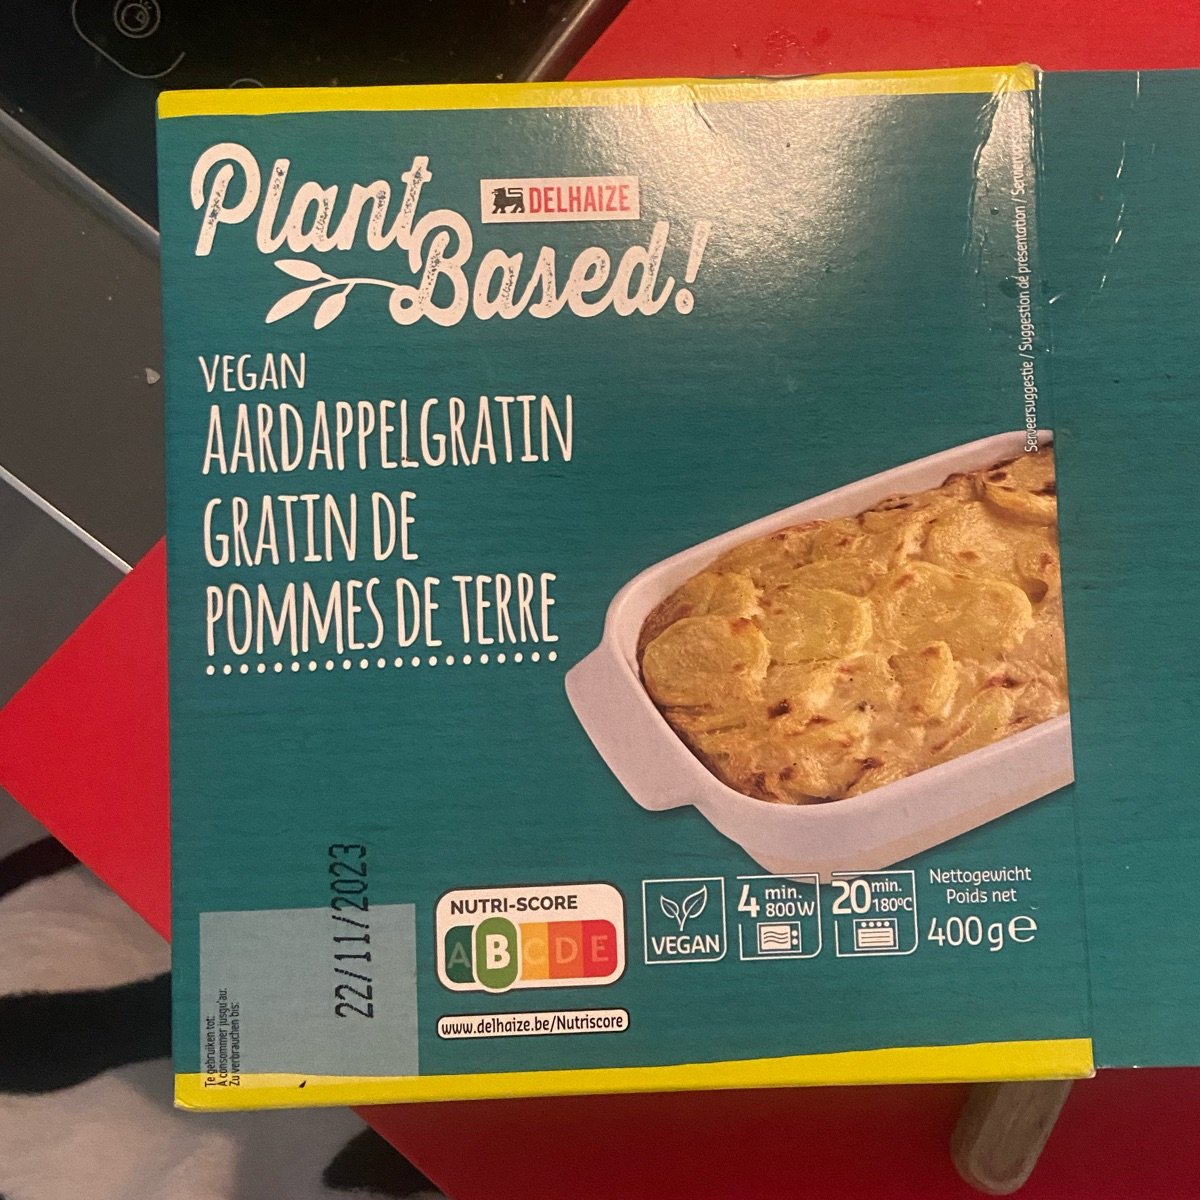 Plant
Based!
DELHAIZE
VEGAN
AARDAPPELGRATIN
GRATIN DE
POMMES DE TERRE
Serveersuggestie / Suggestion de présentation /
22/11/2023
Te gebruiken tot:
À consommer jusqu'au:
Zu verbrauchen bis:
NUTRI-SCORE
A B C D E
www.delhaize.be/Nutriscore
VEGAN
4 min.
800W
20 min.
180°C
Nettogewicht
Poids net
400g e